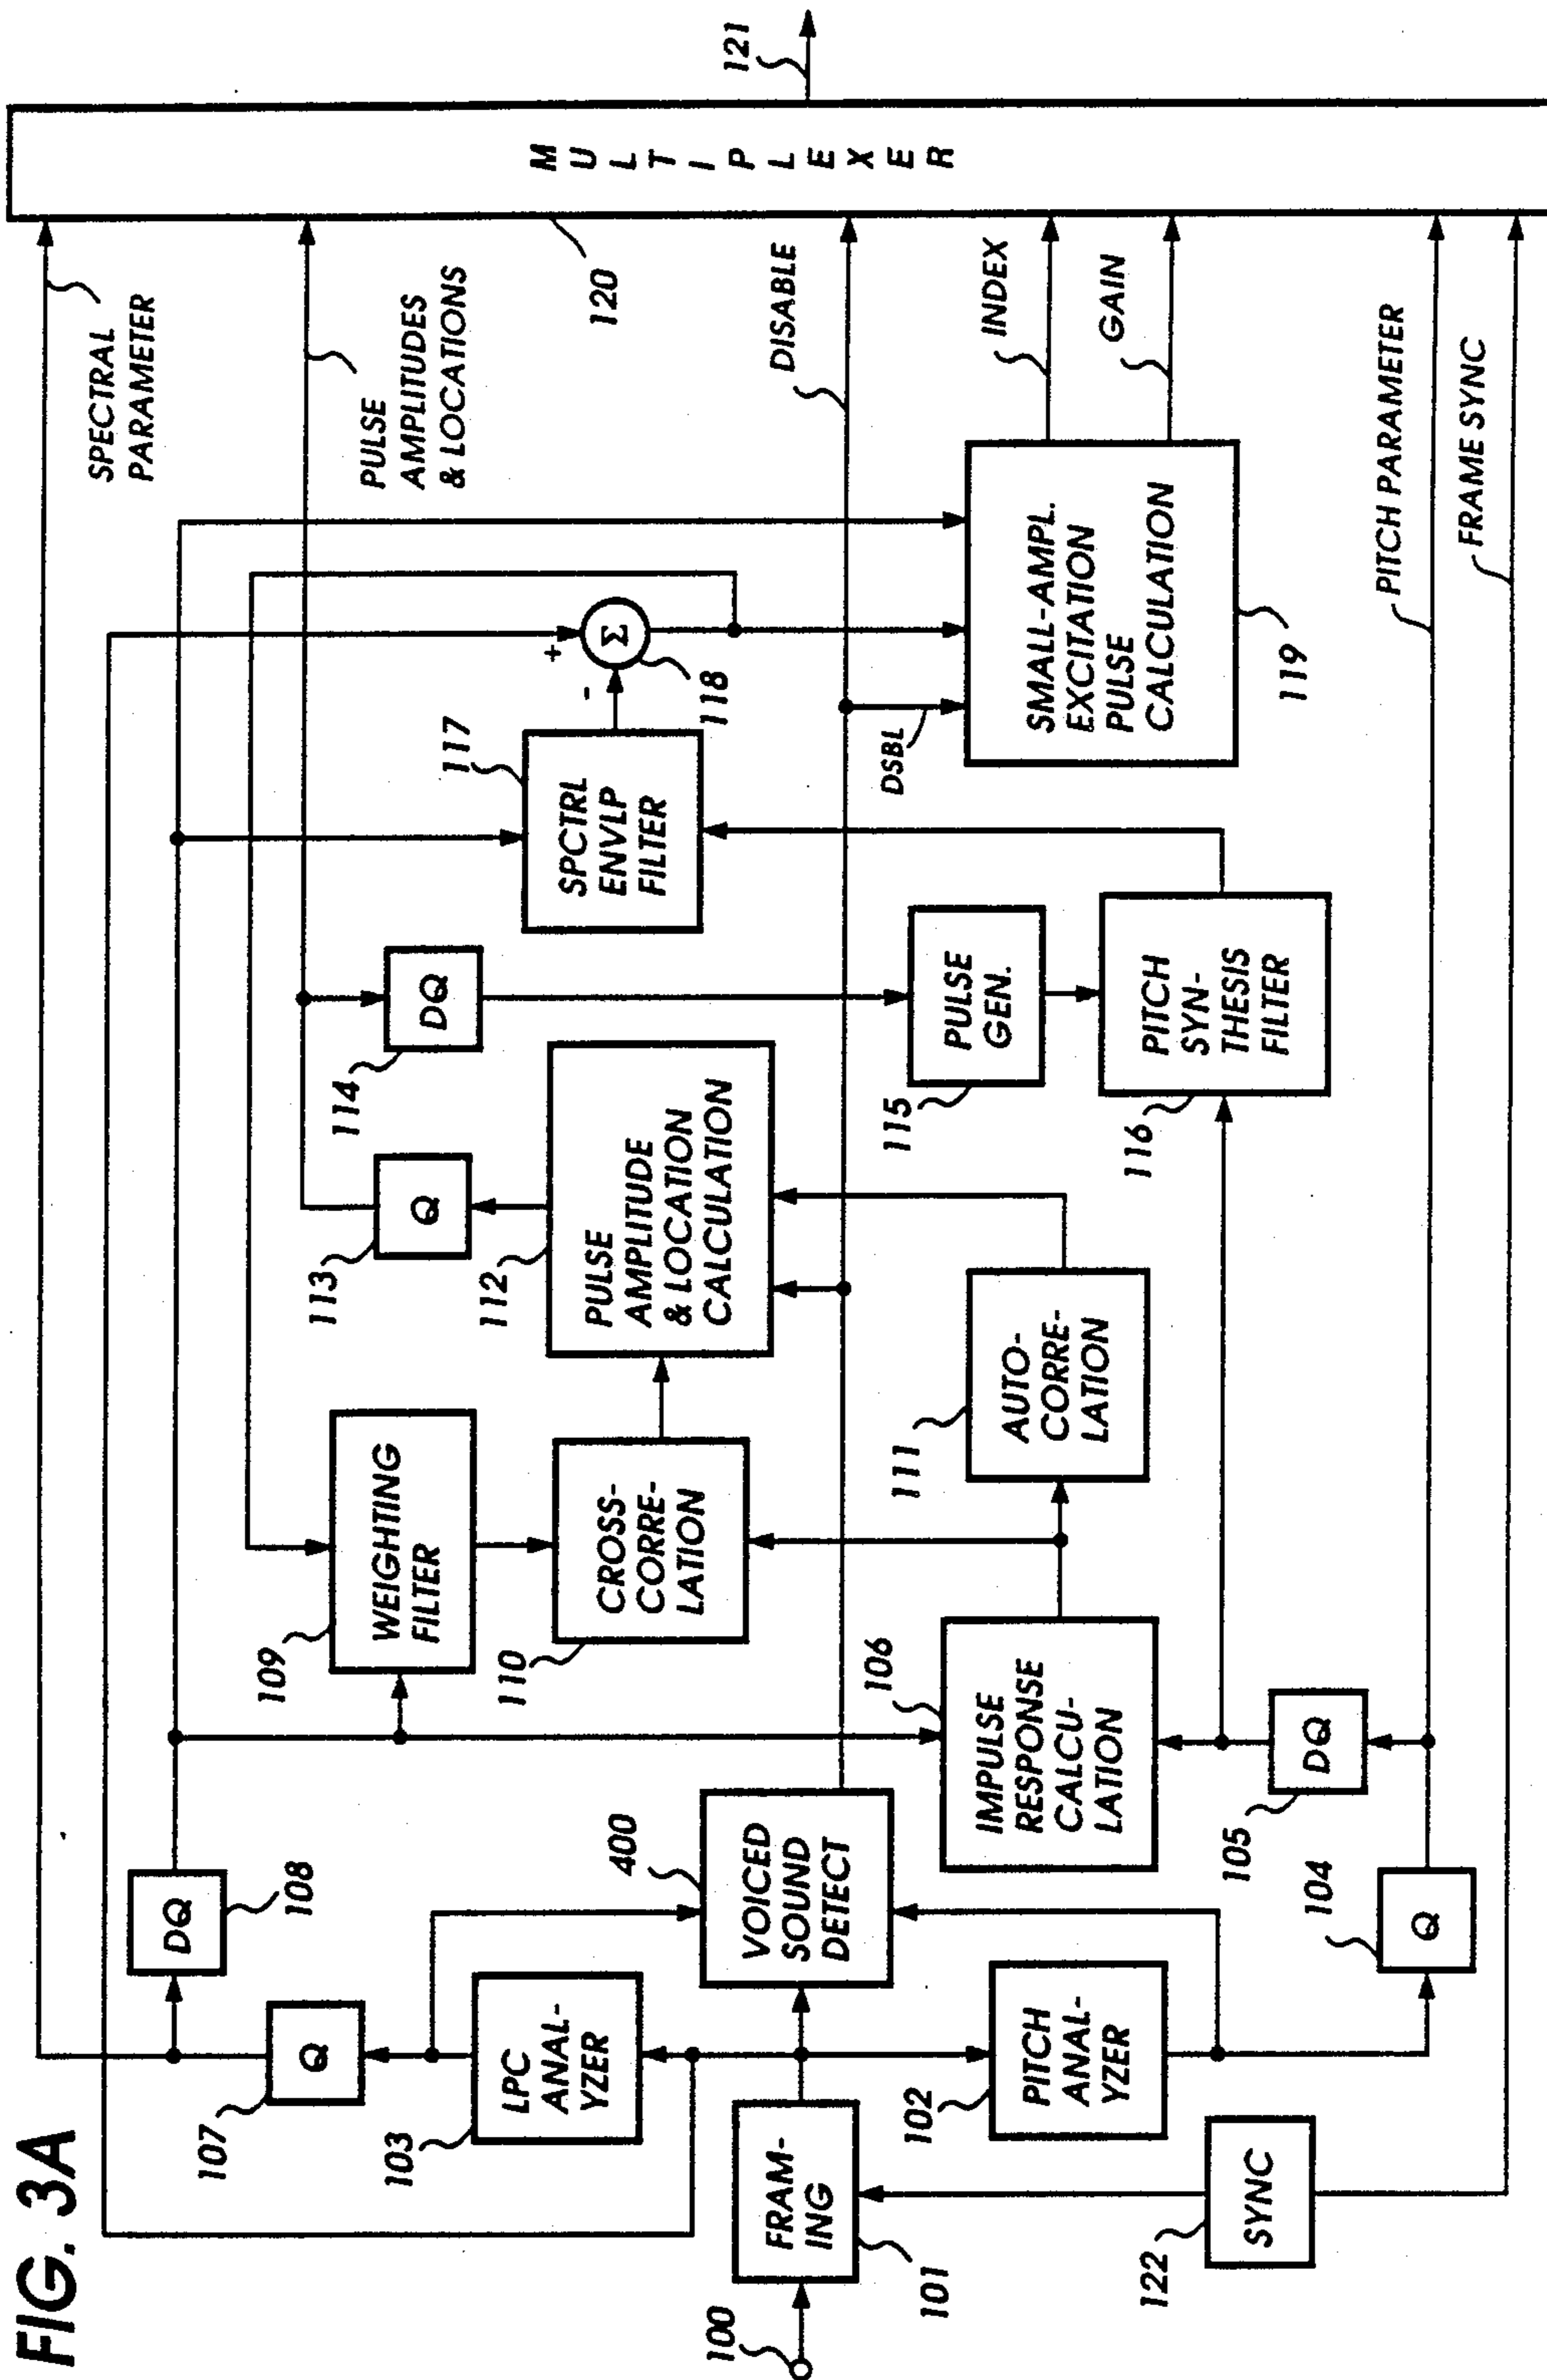 FIG. 3A
100
FRAM-
ING
101
SYNC
122
107
Q
103
LPC
ANAL-
YZER
102
PITCH
ANAL-
YZER
DQ
108
400
VOICED
SOUND
DETECT
104
Q
105
DQ
106
IMPULSE
RESPONSE
CALCU-
LATION
109
WEIGHTING
FILTER
110
CROSS-
CORRE-
LATION
111
AUTO-
CORRE-
LATION
113
Q
112
PULSE
AMPLITUDE
& LOCATION
CALCULATION
114
DQ
115
PULSE
GEN.
116
PITCH
SYN-
THESIS
FILTER
117
SPCTRL
ENVLP
FILTER
-
+
Σ
118
DSBL
SMALL-AMPL.
EXCITATION
PULSE
CALCULATION
119
SPECTRAL
PARAMETER
PULSE
AMPLITUDES
& LOCATIONS
120
DISABLE
INDEX
GAIN
PITCH PARAMETER
FRAME SYNC
MULTIPLEXER
121